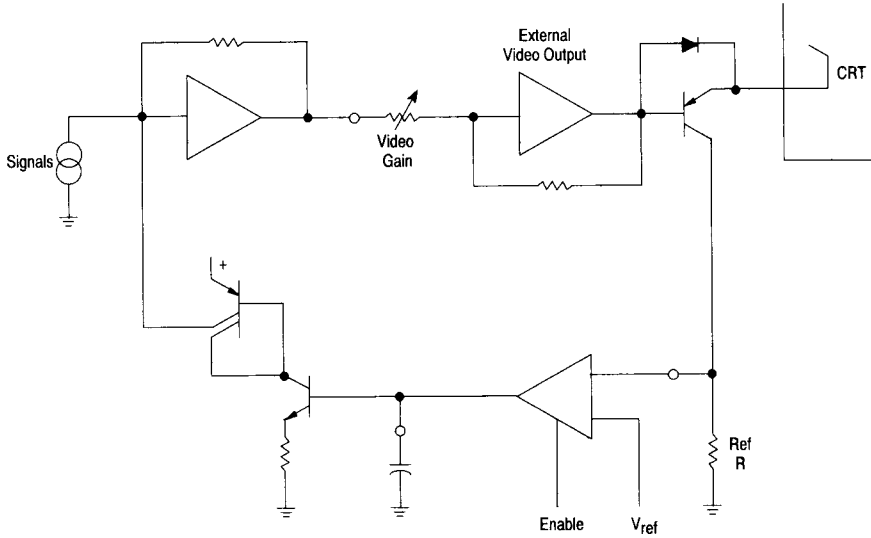 External
Video Output
CRT
Video
Gain
Signals
+
Ref
R
Enable
Vref